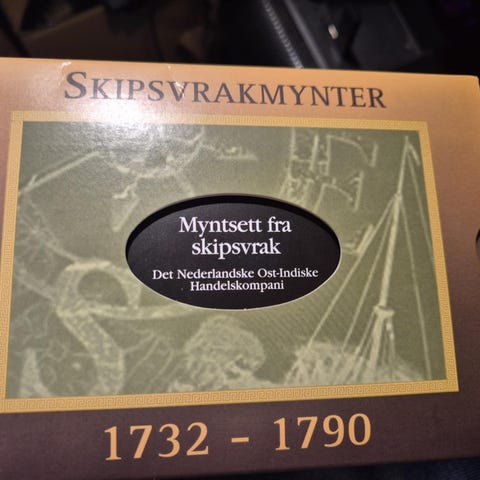 SKIPSVRAKMYNTER
Myntsett fra
skipsvrak
Det Nederlandske Ost-Indiske
Handelskompani
1732 - 1790